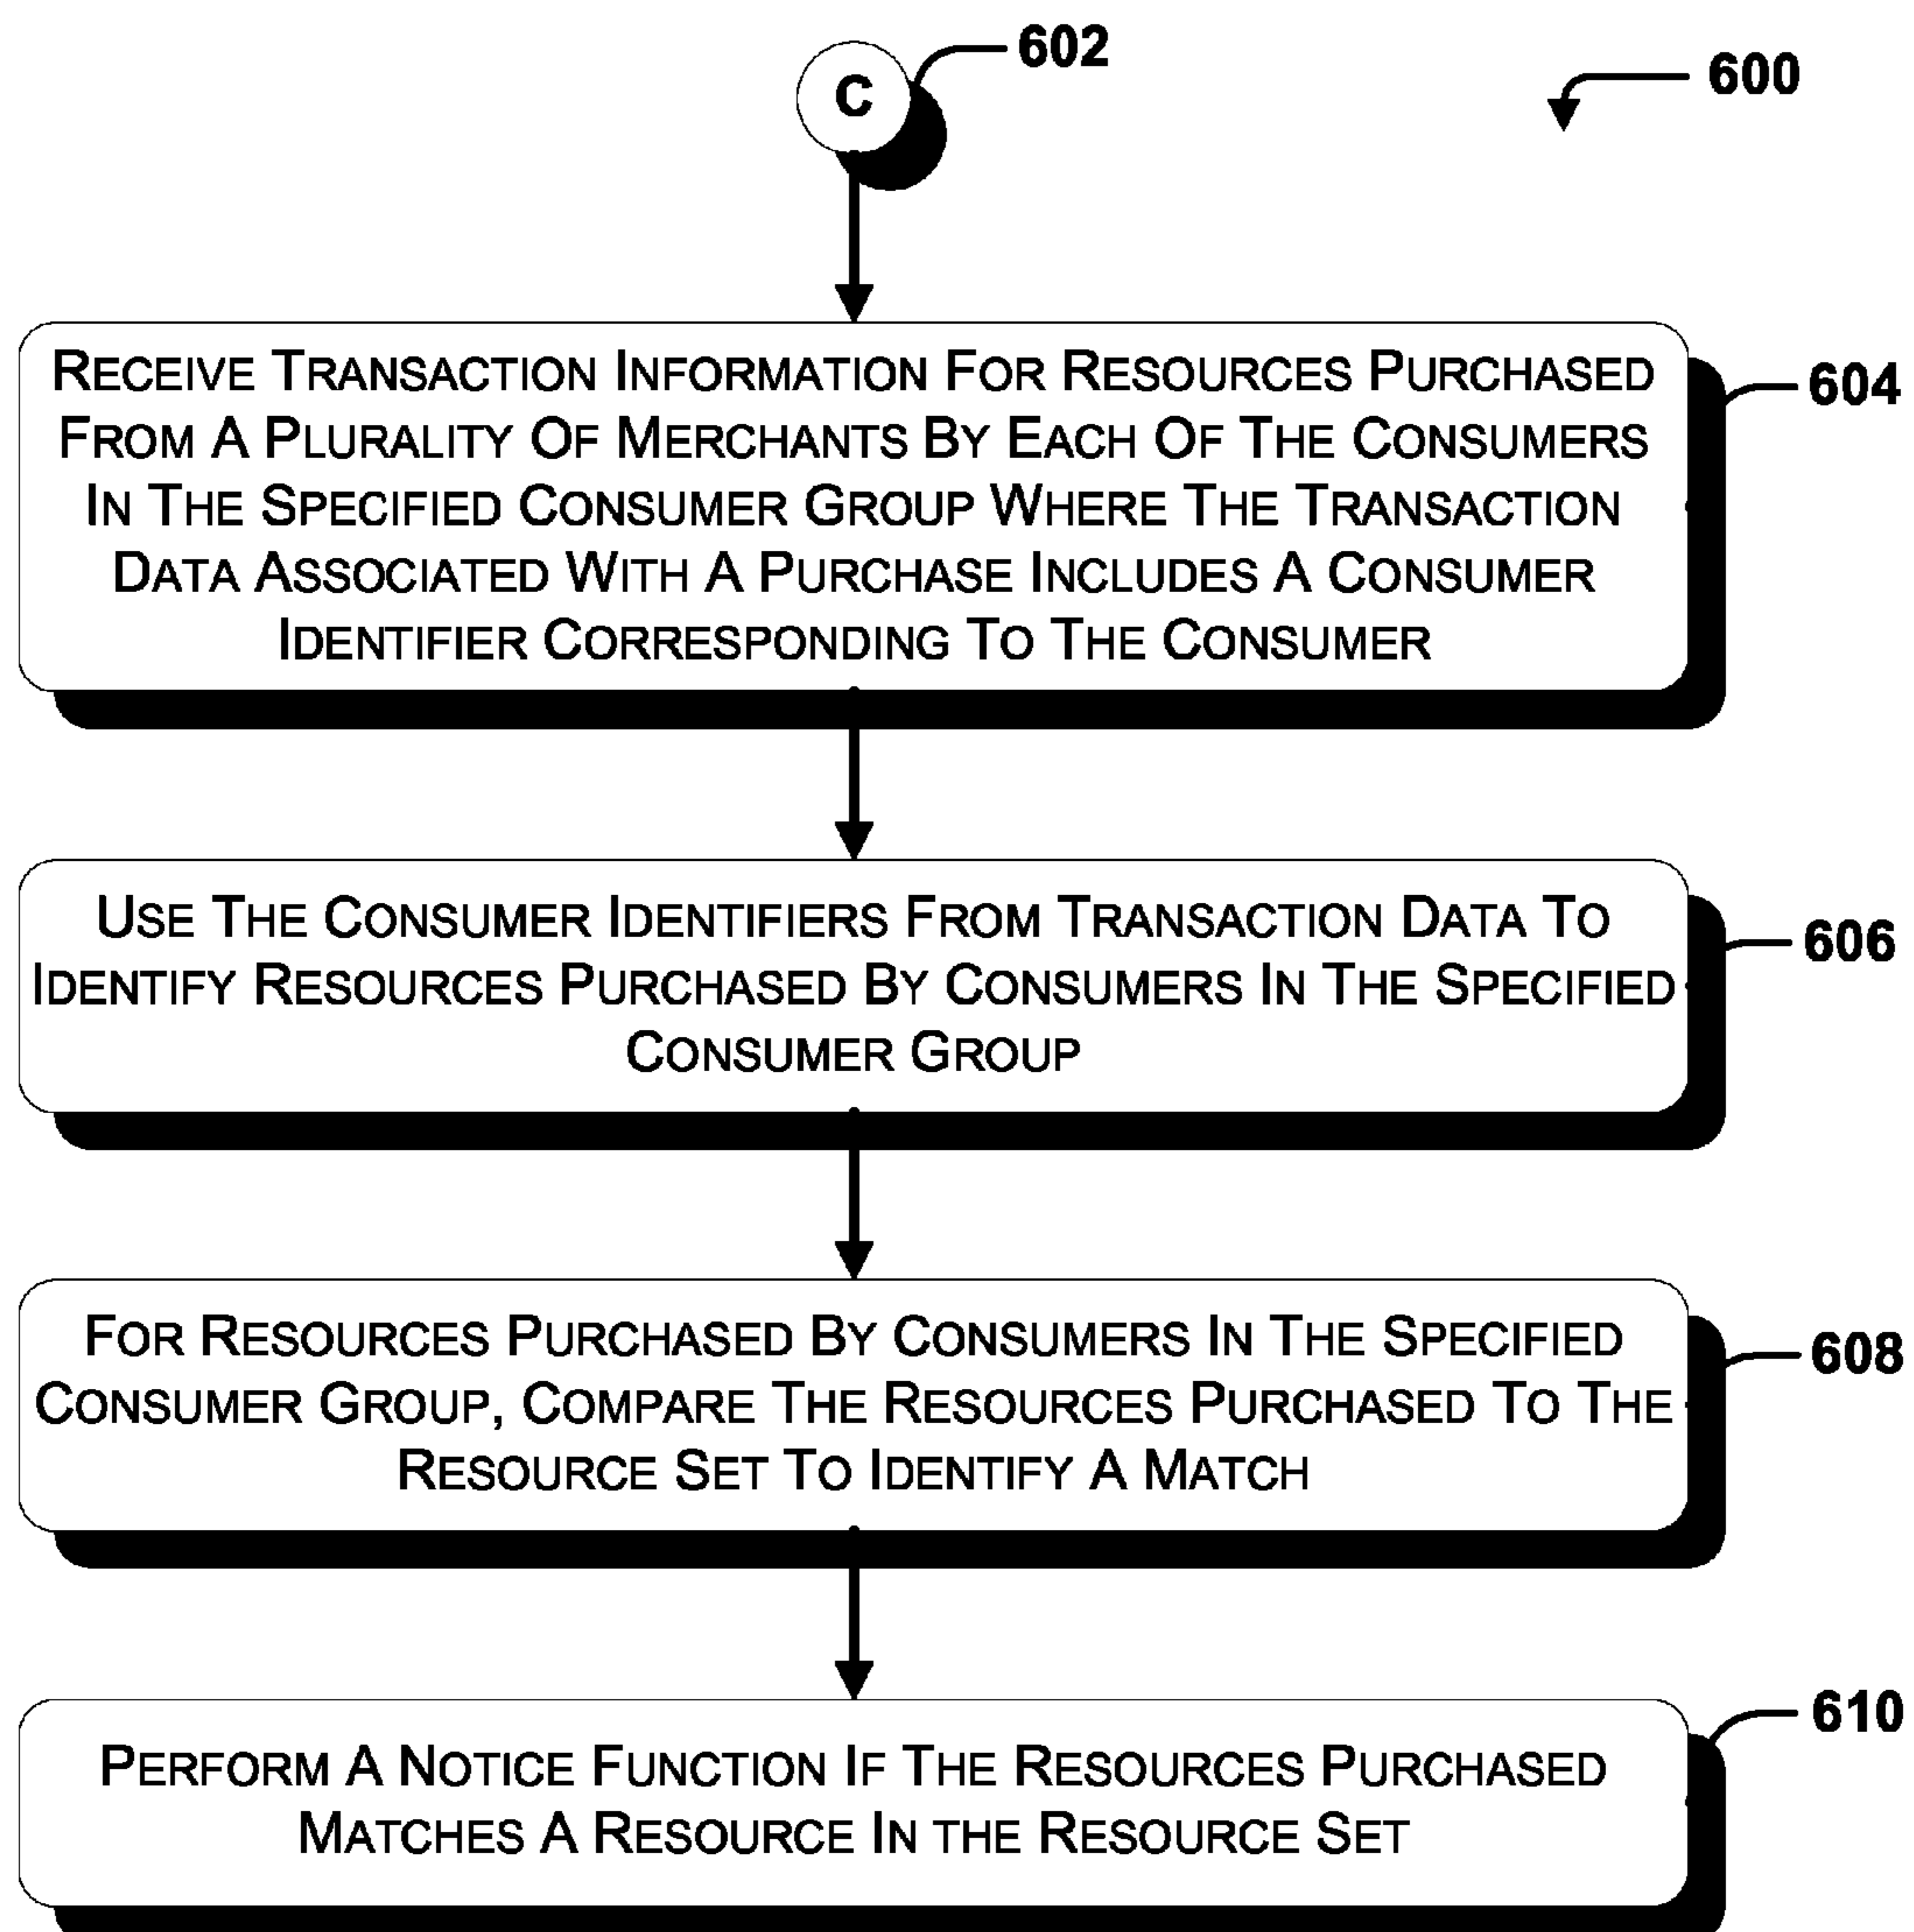 C
602
600
RECEIVE TRANSACTION INFORMATION FOR RESOURCES PURCHASED
FROM A PLURALITY OF MERCHANTS BY EACH OF THE CONSUMERS
IN THE SPECIFIED CONSUMER GROUP WHERE THE TRANSACTION
DATA ASSOCIATED WITH A PURCHASE INCLUDES A CONSUMER
IDENTIFIER CORRESPONDING TO THE CONSUMER
604
USE THE CONSUMER IDENTIFIERS FROM TRANSACTION DATA TO
IDENTIFY RESOURCES PURCHASED BY CONSUMERS IN THE SPECIFIED
CONSUMER GROUP
606
FOR RESOURCES PURCHASED BY CONSUMERS IN THE SPECIFIED
CONSUMER GROUP, COMPARE THE RESOURCES PURCHASED TO THE
RESOURCE SET TO IDENTIFY A MATCH
608
PERFORM A NOTICE FUNCTION IF THE RESOURCES PURCHASED
MATCHES A RESOURCE IN THE RESOURCE SET
610